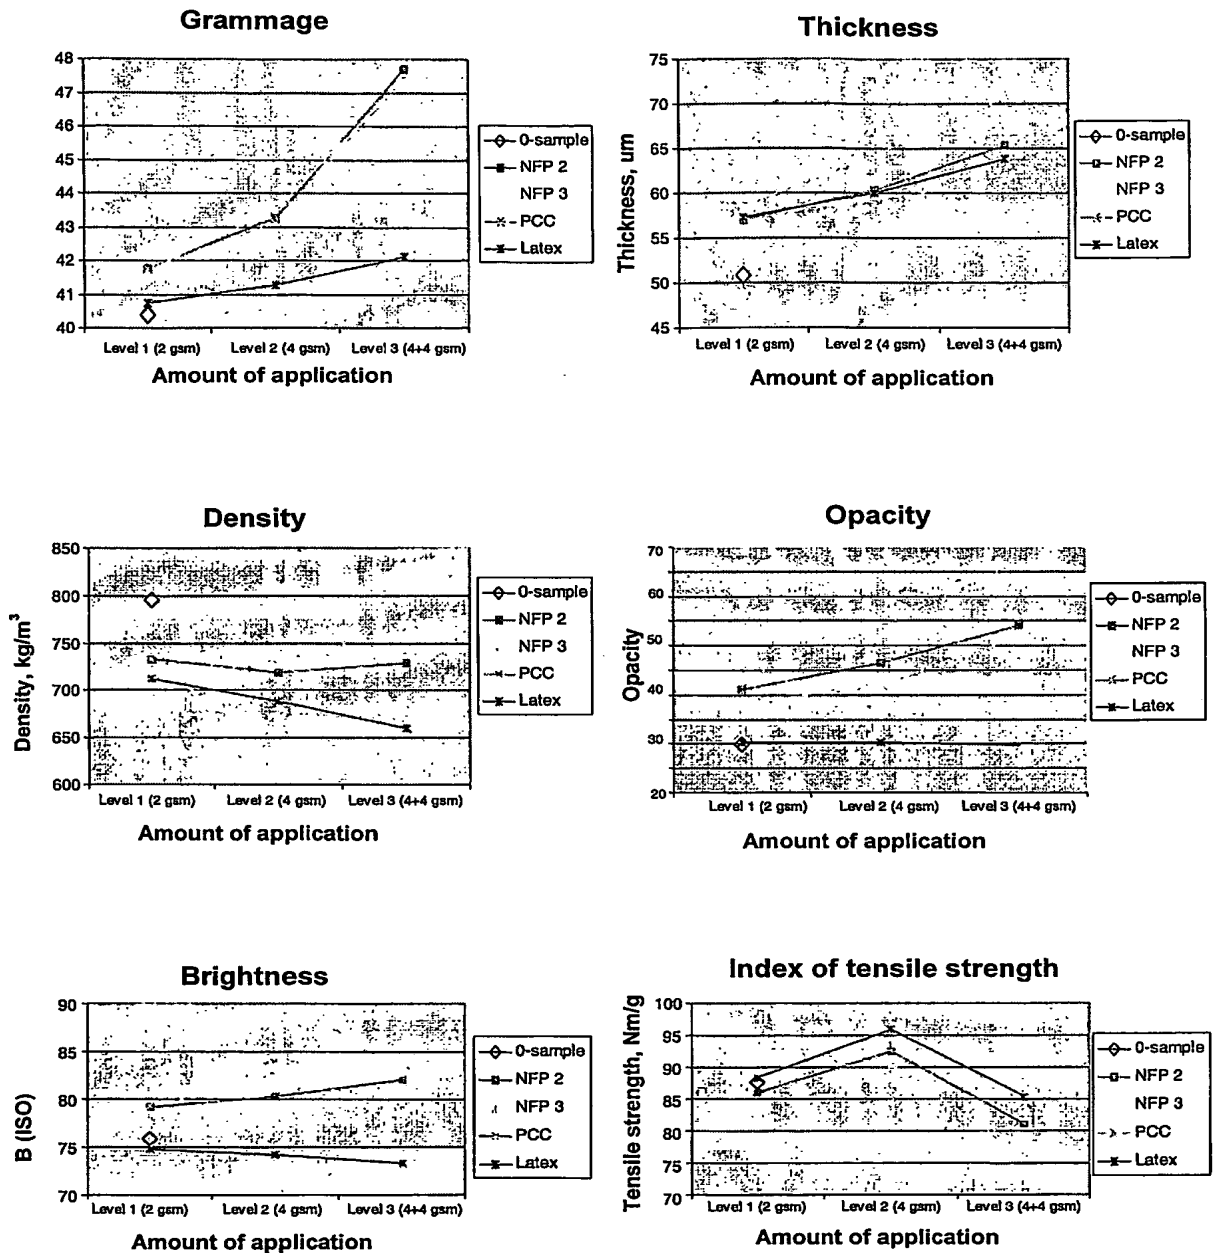 Grammage
48
47
46
45
44
43
42
41
40
Level 1 (2 gsm) Level 2 (4 gsm) Level 3 (4+4 gsm)
Amount of application
0-sample
NFP 2
NFP 3
PCC
Latex
Thickness
Thickness, um
75
70
65
60
55
50
45
Level 1 (2 gsm) Level 2 (4 gsm) Level 3 (4+4 gsm)
Amount of application
0-sample
NFP 2
NFP 3
PCC
Latex
Density
Density, kg/m³
850
800
750
700
650
600
Level 1 (2 gsm) Level 2 (4 gsm) Level 3 (4+4 gsm)
Amount of application
0-sample
NFP 2
NFP 3
PCC
Latex
Opacity
Opacity
70
60
50
40
30
20
Level 1 (2 gsm) Level 2 (4 gsm) Level 3 (4+4 gsm)
Amount of application
0-sample
NFP 2
NFP 3
PCC
Latex
Brightness
B (ISO)
90
85
80
75
70
Level 1 (2 gsm) Level 2 (4 gsm) Level 3 (4+4 gsm)
Amount of application
0-sample
NFP 2
NFP 3
PCC
Latex
Index of tensile strength
Tensile strength, Nm/g
100
95
90
85
80
75
70
Level 1 (2 gsm) Level 2 (4 gsm) Level 3 (4+4 gsm)
Amount of application
0-sample
NFP 2
NFP 3
PCC
Latex